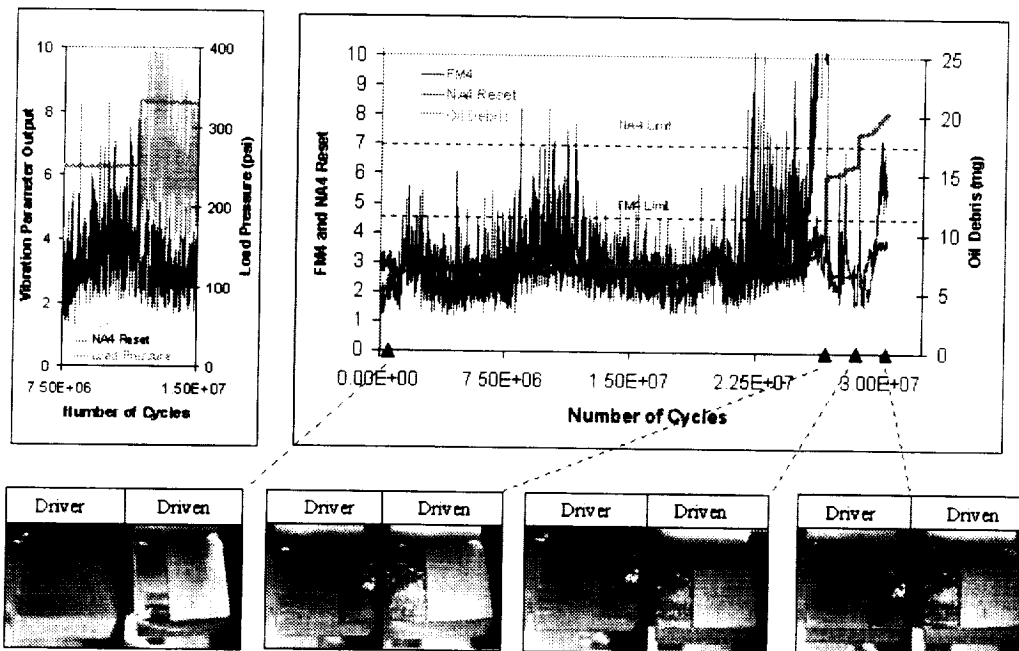 10
8
6
4
2
0
Vibration Parameter Output
400
300
200
100
0
Load Pressure (psi)
NA4 Reset
Load Pressure
7 50E+06
1 50E+07
Number of Cycles
10
9
8
7
6
5
4
3
2
1
0
FM4 and NA4 Reset
FM4
NA4 Reset
Oil Debris
NA4 Limit
FM4 Limit
25
20
15
10
5
0
Oil Debris (mg)
0.00E+00
7 50E+06
1 50E+07
2 25E+07
3 00E+07
Number of Cycles
Driver
Driven
Driver
Driven
Driver
Driven
Driver
Driven